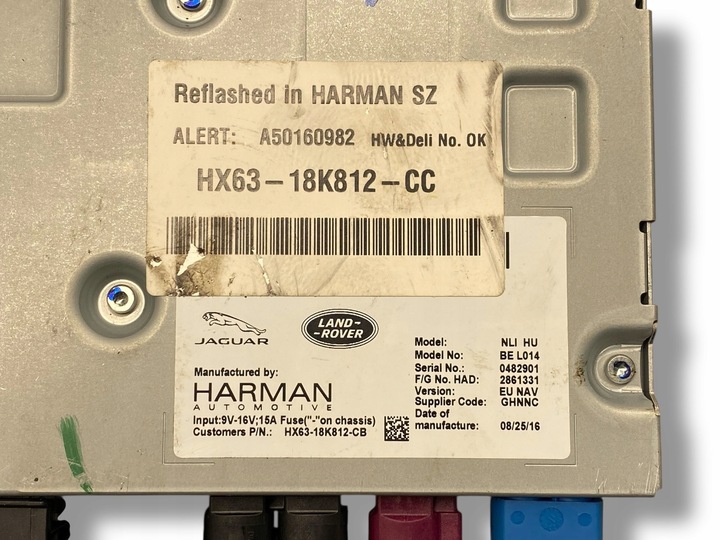 Reflashed in HARMAN SZ
ALERT: A50160982 HW&Deli No. OK
HX63-18K812-CC
JAGUAR
LAND-
-ROVER
Manufactured by:
HARMAN
AUTOMOTIVE
Input:9V-16V;15A Fuse("-"on chassis)
Customers P/N.: HX63-18K812-CB
Model: NLI HU
Model No: BE L014
Serial No.: 0482901
F/G No. HAD: 2861331
Version: EU NAV
Supplier Code: GHNNC
Date of
manufacture: 08/25/16